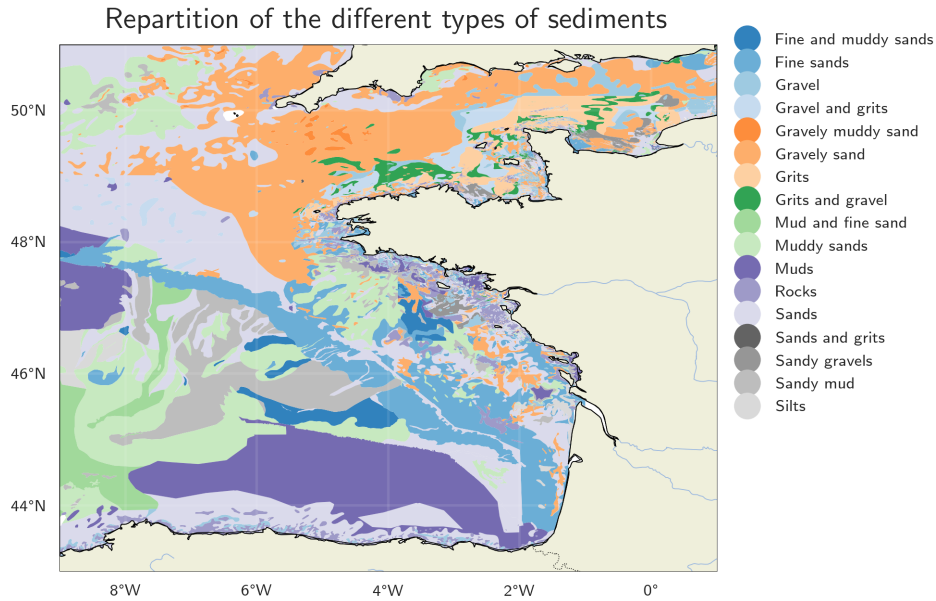 Repartition of the different types of sediments
Fine and muddy sands
Fine sands
Gravel
Gravel and grits
Gravely muddy sand
Gravely sand
Grits
Grits and gravel
Mud and fine sand
Muddy sands
Muds
Rocks
Sands
Sands and grits
Sandy gravels
Sandy mud
Silts
50°N
48°N
46°N
44°N
8°W
6°W
4°W
2°W
0°